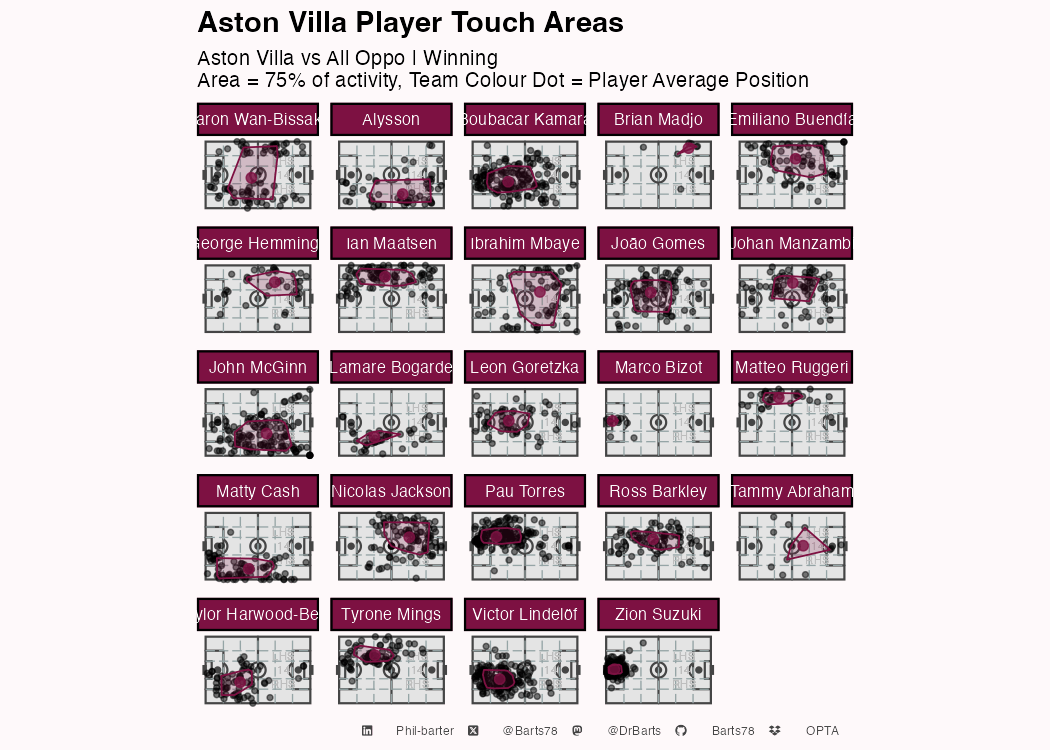 Aston Villa Player Touch Areas
Aston Villa vs All Oppo | Winning
Area = 75% of activity, Team Colour Dot = Player Average Position
aron Wan-Bissak
Alysson
Boubacar Kamara
Brian Madjo
Emiliano Buendía
George Hemming
Ian Maatsen
Ibrahim Mbaye
João Gomes
Johan Manzamb
John McGinn
Lamare Bogarde
Leon Goretzka
Marco Bizot
Matteo Ruggeri
Matty Cash
Nicolas Jackson
Pau Torres
Ross Barkley
Tammy Abraham
ylor Harwood-Be
Tyrone Mings
Victor Lindelöf
Zion Suzuki
Phil-barter @Barts78 @DrBarts Barts78 OPTA